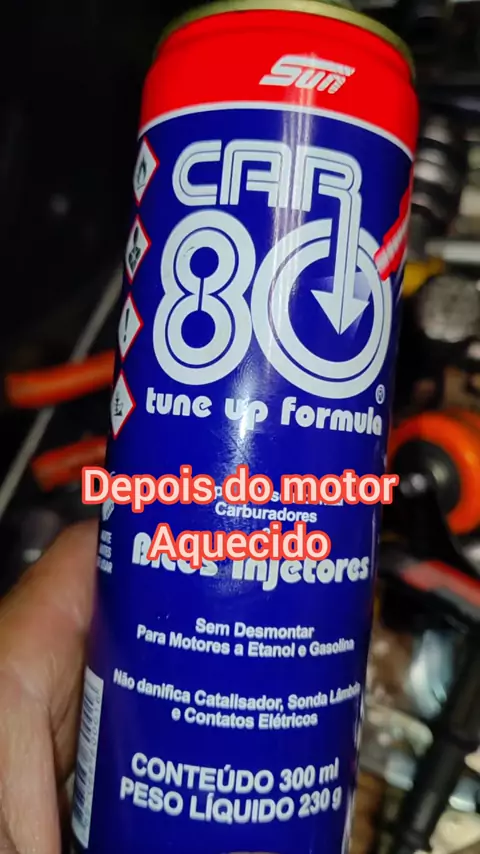 Sun
CAR
80
®
tune up formula
Depois do motor
Carburadores
Aquecido
Bicos Injetores
Sem Desmontar
Para Motores a Etanol e Gasolina
Não danifica Catalisador, Sonda Lâmbda
e Contatos Elétricos
CONTEÚDO 300 ml
PESO LÍQUIDO 230 g